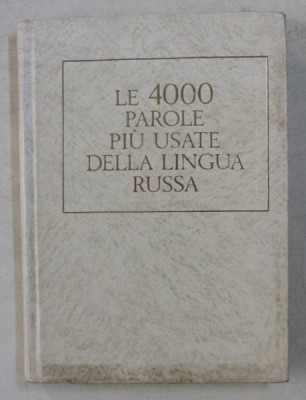 LE 4000
PAROLE
PIÙ USATE
DELLA LINGUA
RUSSA